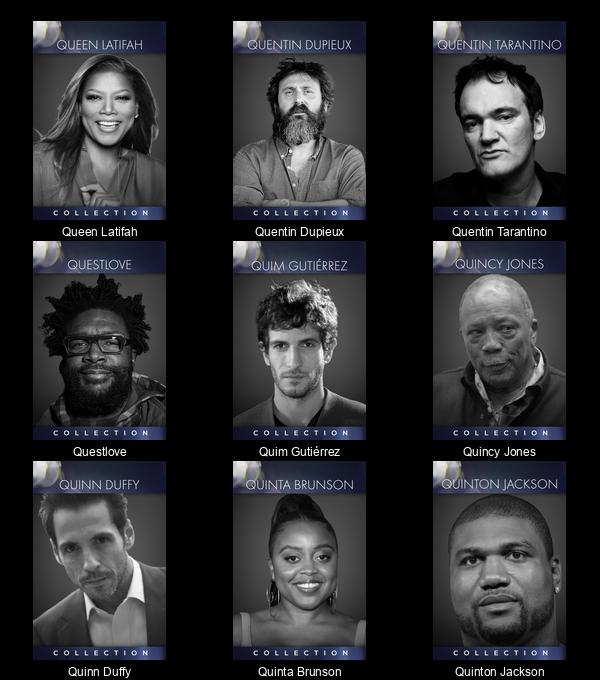 QUEEN LATIFAH
QUENTIN DUPIEUX
QUENTIN TARANTINO
COLLECTION
COLLECTION
COLLECTION
Queen Latifah
Quentin Dupieux
Quentin Tarantino
QUESTLOVE
QUIM GUTIÉRREZ
QUINCY JONES
COLLECTION
COLLECTION
COLLECTION
Questlove
Quim Gutiérrez
Quincy Jones
QUINN DUFFY
QUINTA BRUNSON
QUINTON JACKSON
COLLECTION
COLLECTION
COLLECTION
Quinn Duffy
Quinta Brunson
Quinton Jackson